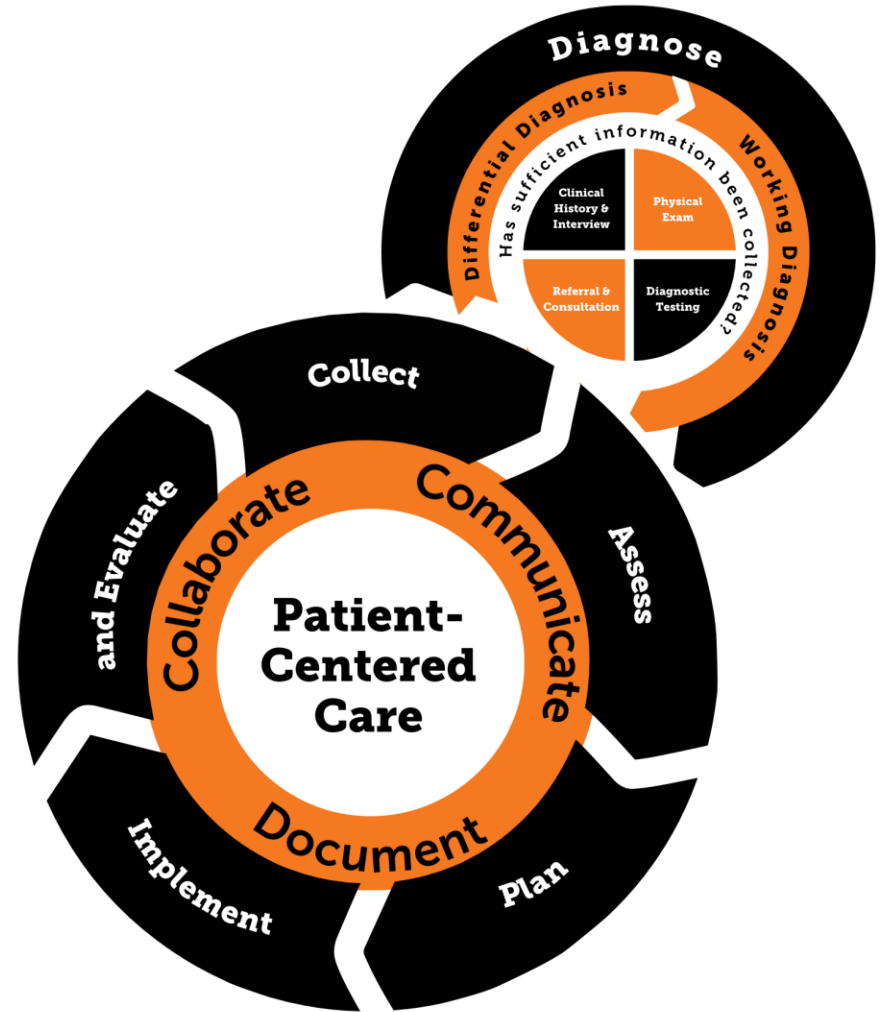 Diagnose
Differential Diagnosis
Working Diagnosis
Has sufficient information been collected?
Clinical
History &
Interview
Physical
Exam
Referral &
Consultation
Diagnostic
Testing
Collect
Assess
Plan
Implement
and Evaluate
Collaborate
Communicate
Document
Patient-
Centered
Care